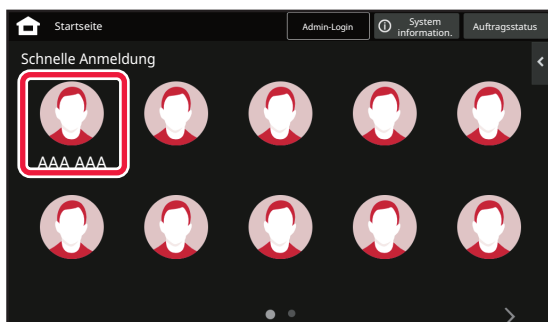 Startseite
Admin-Login
System
information.
Auftragsstatus
Schnelle Anmeldung
AAA AAA